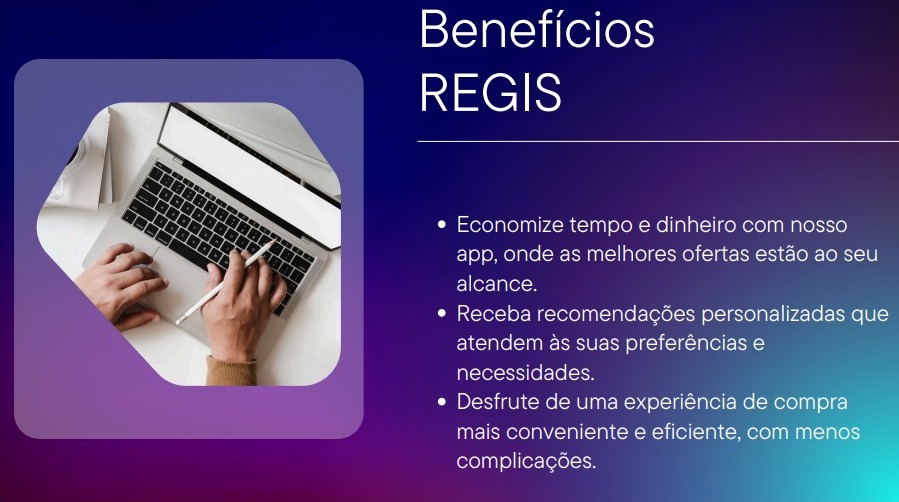 Benefícios
REGIS
• Economize tempo e dinheiro com nosso
app, onde as melhores ofertas estão ao seu
alcance.
• Receba recomendações personalizadas que
atendem às suas preferências e
necessidades.
• Desfrute de uma experiência de compra
mais conveniente e eficiente, com menos
complicações.